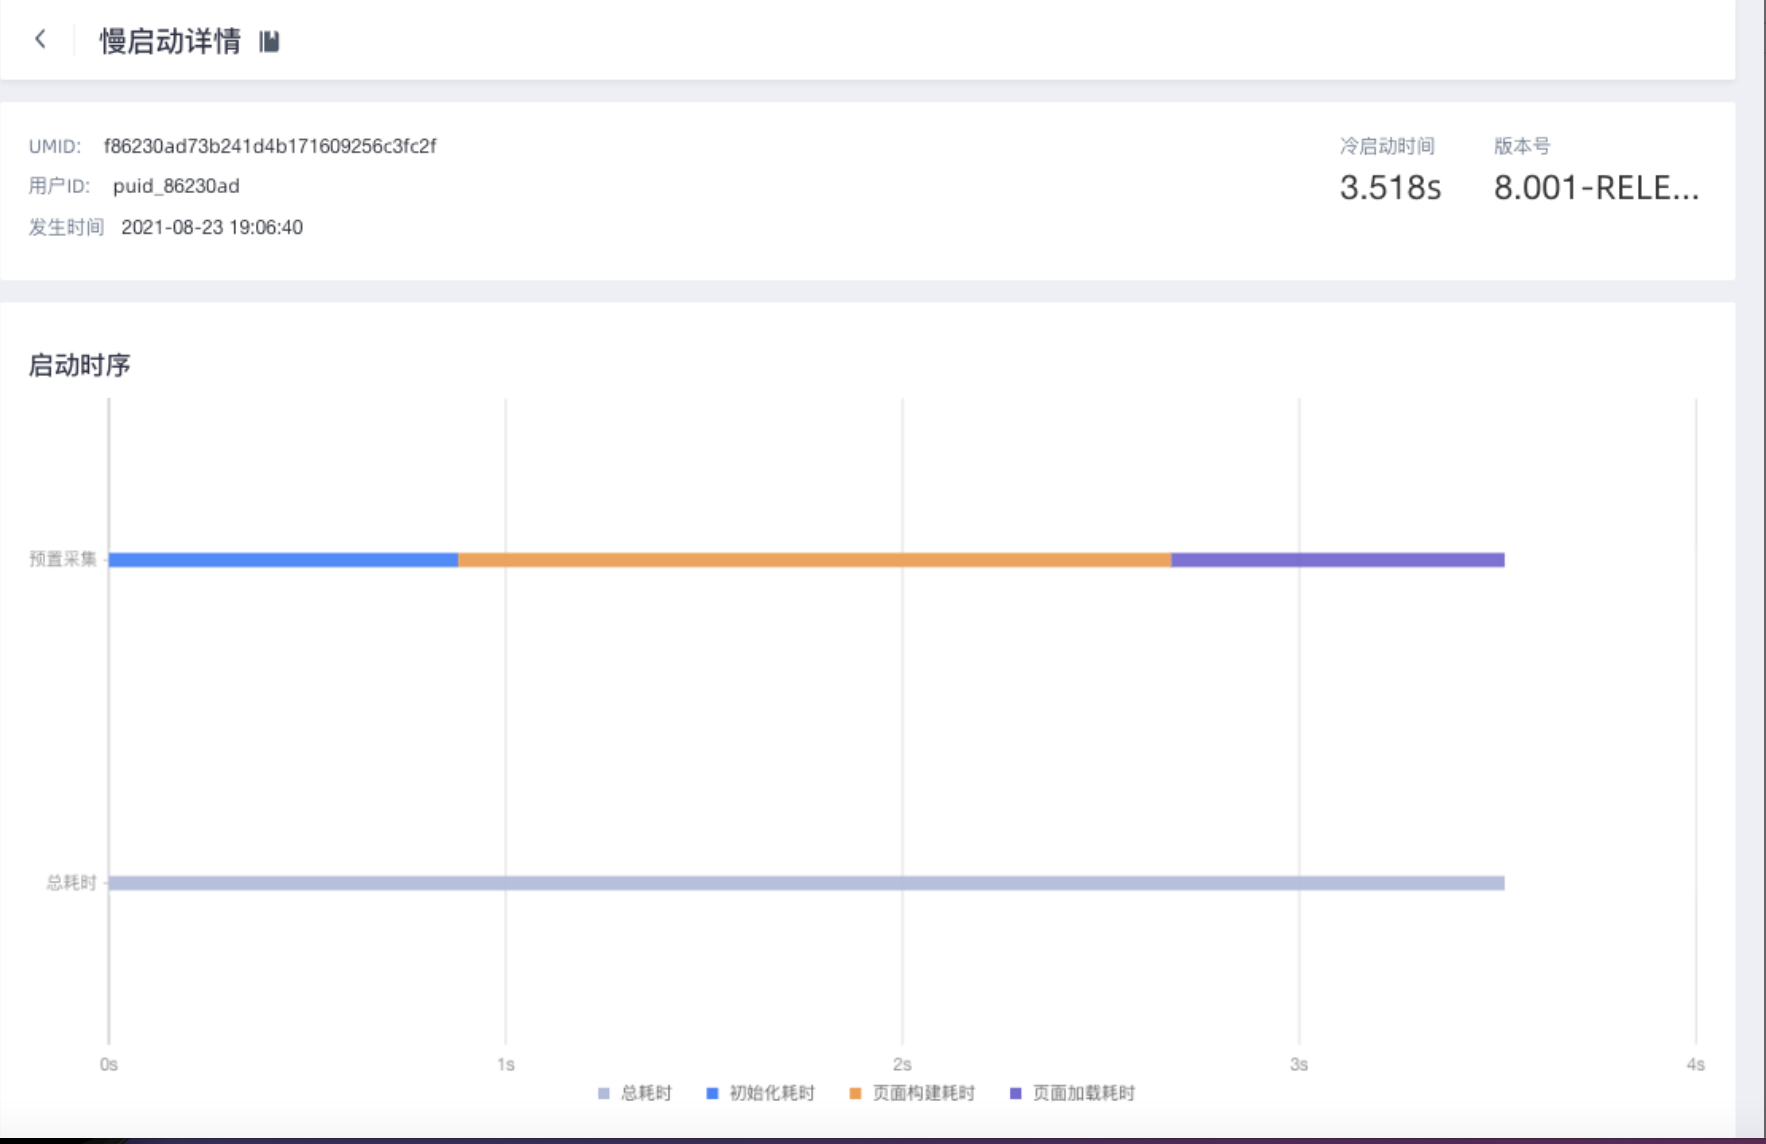 慢启动详情
UMID: f86230ad73b241d4b171609256c3fc2f
用户ID: puid_86230ad
发生时间 2021-08-23 19:06:40
冷启动时间 版本号
3.518s 8.001-RELE...
启动时序
预置采集
总耗时
0s 1s 2s 3s 4s
总耗时 初始化耗时 页面构建耗时 页面加载耗时